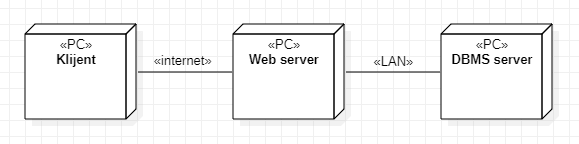 «PC»
Klijent
«internet»
«PC»
Web server
«LAN»
«PC»
DBMS server